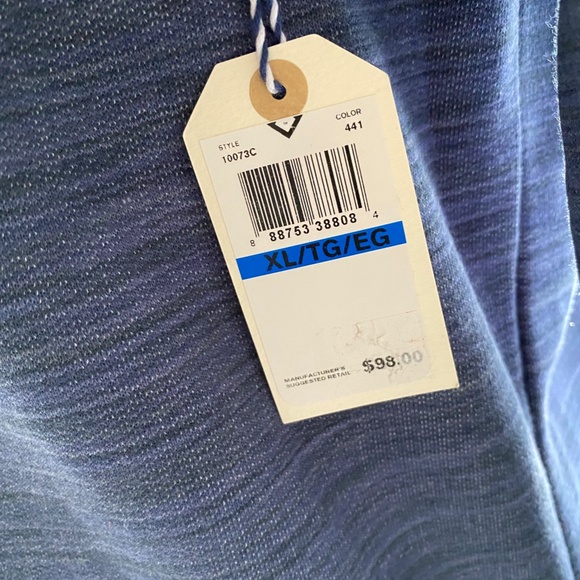 STYLE
COLOR
10073C
441
8 88753 38808 4
XL/TG/EG
MANUFACTURER'S
SUGGESTED RETAIL
$98.00